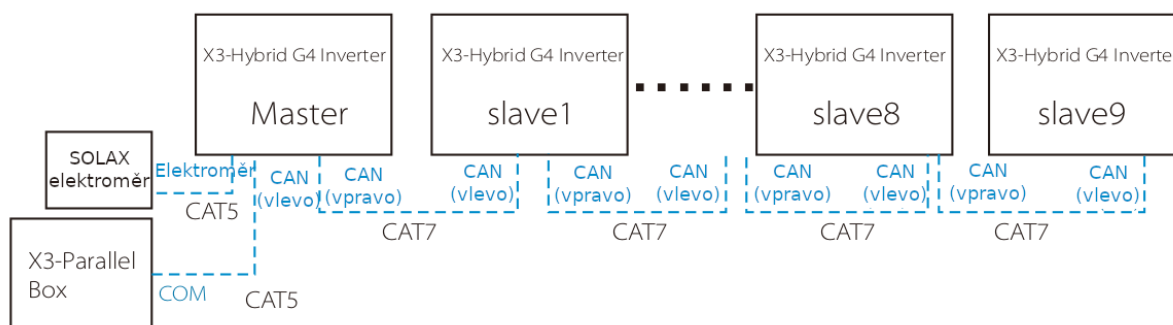 X3-Hybrid G4 Inverter
Master
X3-Hybrid G4 Inverter
slave1
X3-Hybrid G4 Inverter
slave8
X3-Hybrid G4 Inverter
slave9
SOLAX
elektroměr
Elektroměr
CAT5
CAN
(vlevo)
CAN
(vpravo)
CAN
(vlevo)
CAT7
CAN
(vpravo)
CAN
(vlevo)
CAT7
CAN
(vpravo)
CAN
(vlevo)
CAT7
CAN
(vpravo)
CAN
(vlevo)
CAT7
X3-Parallel
Box
COM
CAT5